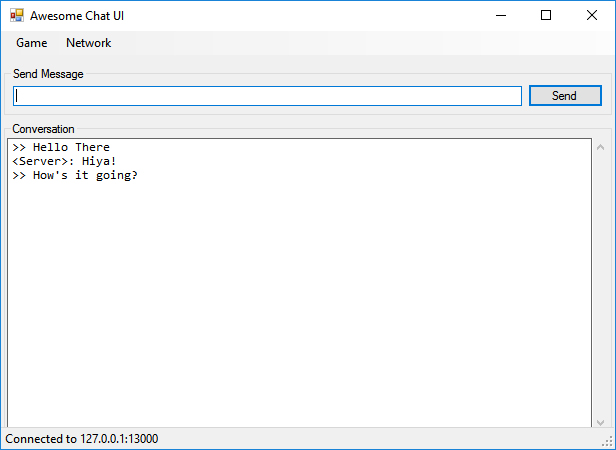 Awesome Chat UI
Game Network
Send Message
Send
Conversation
>> Hello There
<Server>: Hiya!
>> How's it going?
Connected to 127.0.0.1:13000